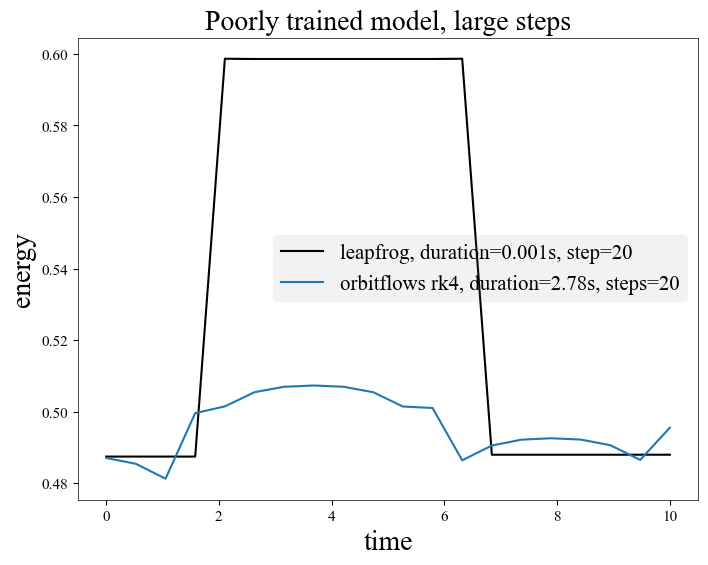 Poorly trained model, large steps
0.60
0.58
0.56
0.54
0.52
0.50
0.48
energy
leapfrog, duration=0.001s, step=20
orbitflows rk4, duration=2.78s, steps=20
0 2 4 6 8 10
time